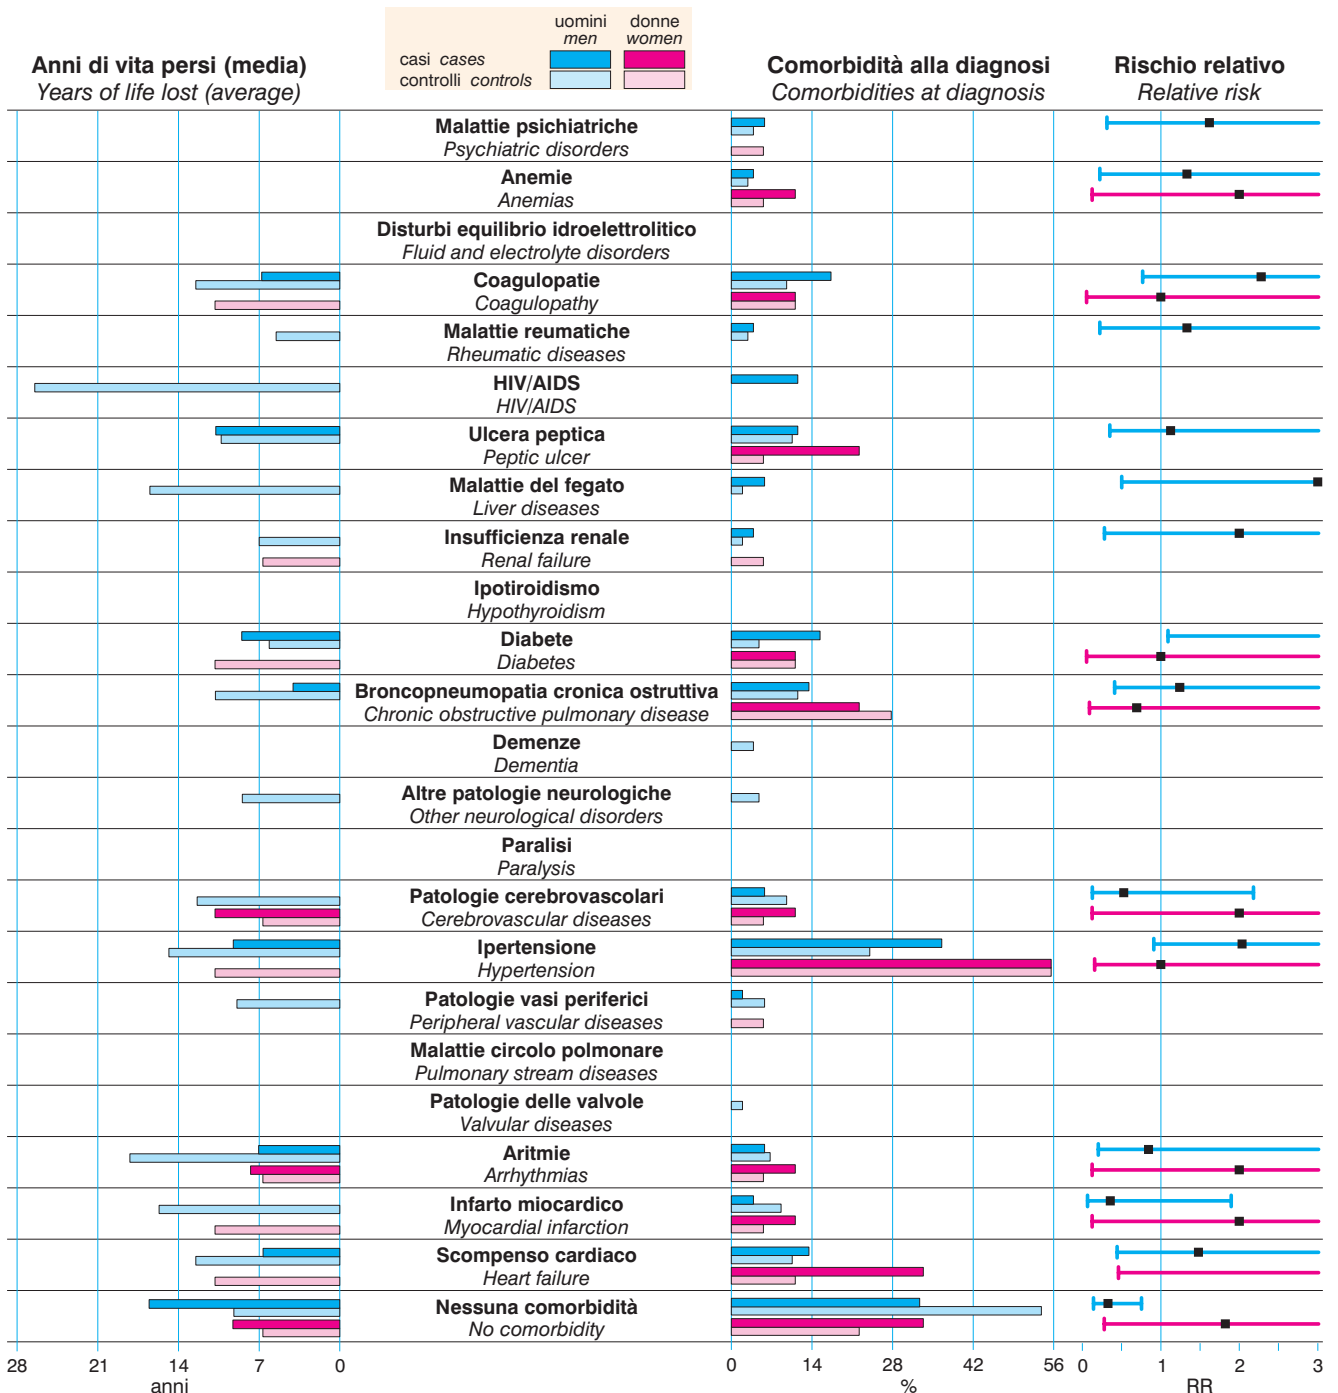 uomini donne
men women
casi cases
controlli controls
Anni di vita persi (media)
Years of life lost (average)
Comorbidità alla diagnosi
Comorbidities at diagnosis
Rischio relativo
Relative risk
Malattie psichiatriche
Psychiatric disorders
Anemie
Anemias
Disturbi equilibrio idroelettrolitico
Fluid and electrolyte disorders
Coagulopatie
Coagulopathy
Malattie reumatiche
Rheumatic diseases
HIV/AIDS
HIV/AIDS
Ulcera peptica
Peptic ulcer
Malattie del fegato
Liver diseases
Insufficienza renale
Renal failure
Ipotiroidismo
Hypothyroidism
Diabete
Diabetes
Broncopneumopatia cronica ostruttiva
Chronic obstructive pulmonary disease
Demenze
Dementia
Altre patologie neurologiche
Other neurological disorders
Paralisi
Paralysis
Patologie cerebrovascolari
Cerebrovascular diseases
Ipertensione
Hypertension
Patologie vasi periferici
Peripheral vascular diseases
Malattie circolo polmonare
Pulmonary stream diseases
Patologie delle valvole
Valvular diseases
Aritmie
Arrhythmias
Infarto miocardico
Myocardial infarction
Scompenso cardiaco
Heart failure
Nessuna comorbidità
No comorbidity
28 21 14 7 0
anni
0 14 28 42 56
%
0 1 2 3
RR